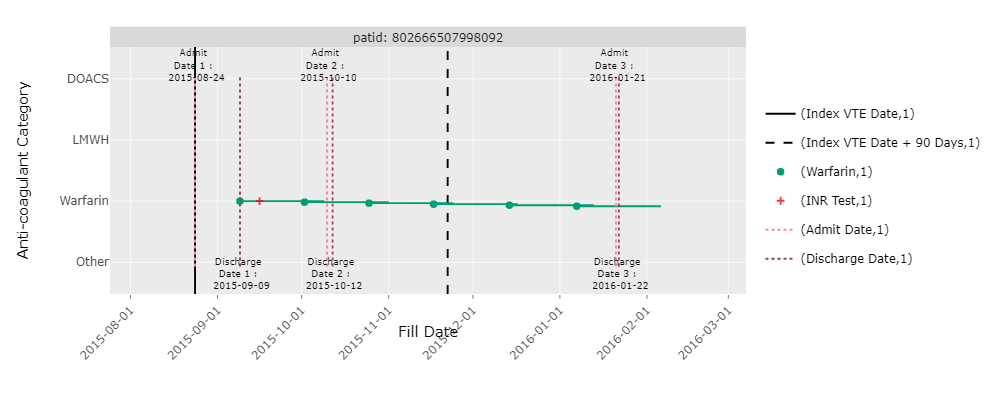 patid: 802666507998092
Admit
Date 1 :
2015-08-24
Admit
Date 2 :
2015-10-10
Admit
Date 3 :
2016-01-21
DOACS
LMWH
Warfarin
Other
Anti-coagulant Category
Discharge
Date 1 :
2015-09-09
Discharge
Date 2 :
2015-10-12
Discharge
Date 3 :
2016-01-22
2015-08-01
2015-09-01
2015-10-01
2015-11-01
2015-12-01
2016-01-01
2016-02-01
2016-03-01
Fill Date
(Index VTE Date,1)
(Index VTE Date + 90 Days,1)
(Warfarin,1)
(INR Test,1)
(Admit Date,1)
(Discharge Date,1)